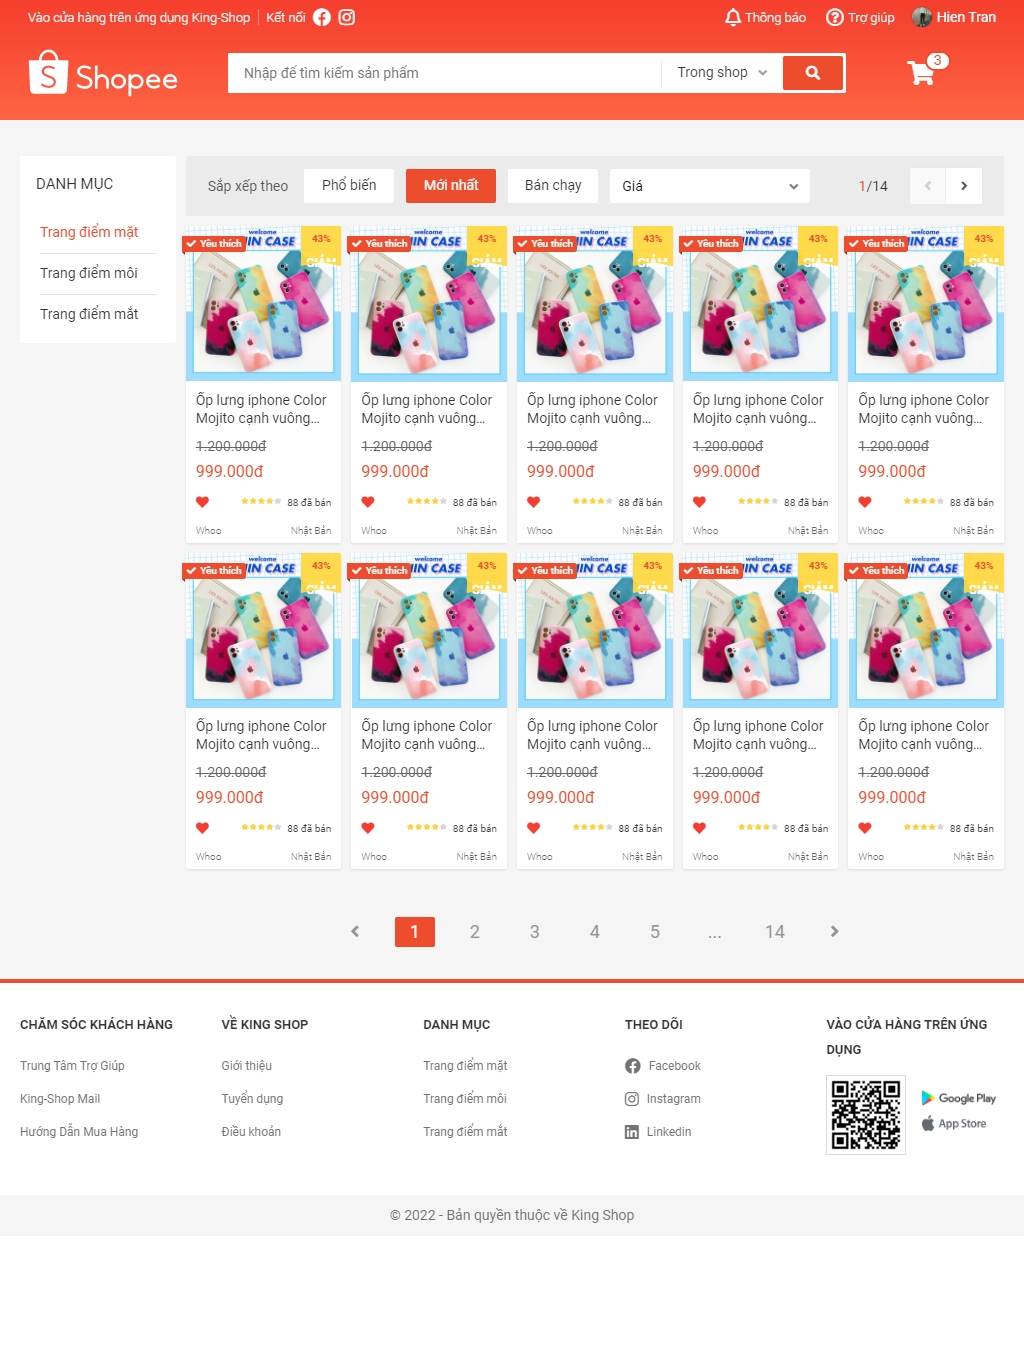 Vào cửa hàng trên ứng dụng King-Shop
Kết nối
Thông báo
Trợ giúp
Hien Tran
Shopee
Nhập để tìm kiếm sản phẩm
Trong shop
3
DANH MỤC
Trang điểm mặt
Trang điểm môi
Trang điểm mắt
Sắp xếp theo
Phổ biến
Mới nhất
Bán chạy
Giá
1/14
welcome
IN CASE
Yêu thích
43%
GIẢM
Ốp lưng iphone Color
Mojito cạnh vuông...
1.200.000đ
999.000đ
88 đã bán
Whoo
Nhật Bản
welcome
IN CASE
Yêu thích
43%
GIẢM
Ốp lưng iphone Color
Mojito cạnh vuông...
1.200.000đ
999.000đ
88 đã bán
Whoo
Nhật Bản
welcome
IN CASE
Yêu thích
43%
GIẢM
Ốp lưng iphone Color
Mojito cạnh vuông...
1.200.000đ
999.000đ
88 đã bán
Whoo
Nhật Bản
welcome
IN CASE
Yêu thích
43%
GIẢM
Ốp lưng iphone Color
Mojito cạnh vuông...
1.200.000đ
999.000đ
88 đã bán
Whoo
Nhật Bản
welcome
IN CASE
Yêu thích
43%
GIẢM
Ốp lưng iphone Color
Mojito cạnh vuông...
1.200.000đ
999.000đ
88 đã bán
Whoo
Nhật Bản
welcome
IN CASE
Yêu thích
43%
GIẢM
Ốp lưng iphone Color
Mojito cạnh vuông...
1.200.000đ
999.000đ
88 đã bán
Whoo
Nhật Bản
welcome
IN CASE
Yêu thích
43%
GIẢM
Ốp lưng iphone Color
Mojito cạnh vuông...
1.200.000đ
999.000đ
88 đã bán
Whoo
Nhật Bản
welcome
IN CASE
Yêu thích
43%
GIẢM
Ốp lưng iphone Color
Mojito cạnh vuông...
1.200.000đ
999.000đ
88 đã bán
Whoo
Nhật Bản
welcome
IN CASE
Yêu thích
43%
GIẢM
Ốp lưng iphone Color
Mojito cạnh vuông...
1.200.000đ
999.000đ
88 đã bán
Whoo
Nhật Bản
welcome
IN CASE
Yêu thích
43%
GIẢM
Ốp lưng iphone Color
Mojito cạnh vuông...
1.200.000đ
999.000đ
88 đã bán
Whoo
Nhật Bản
1 2 3 4 5 ... 14
CHĂM SÓC KHÁCH HÀNG
Trung Tâm Trợ Giúp
King-Shop Mail
Hướng Dẫn Mua Hàng
VỀ KING SHOP
Giới thiệu
Tuyển dụng
Điều khoản
DANH MỤC
Trang điểm mặt
Trang điểm môi
Trang điểm mắt
THEO DÕI
Facebook
Instagram
Linkedin
VÀO CỬA HÀNG TRÊN ỨNG
DỤNG
Google Play
App Store
© 2022 - Bản quyền thuộc về King Shop